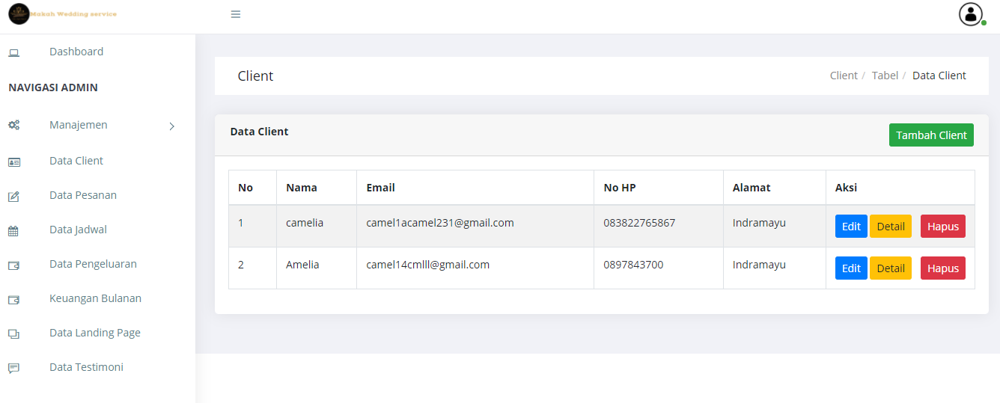 Makah Wedding service
Dashboard
NAVIGASI ADMIN
Manajemen
Data Client
Data Pesanan
Data Jadwal
Data Pengeluaran
Keuangan Bulanan
Data Landing Page
Data Testimoni
Client
Client / Tabel / Data Client
Data Client
Tambah Client
No Nama Email No HP Alamat Aksi
1 camelia camel1acamel231@gmail.com 083822765867 Indramayu Edit Detail Hapus
2 Amelia camel14cmlll@gmail.com 0897843700 Indramayu Edit Detail Hapus